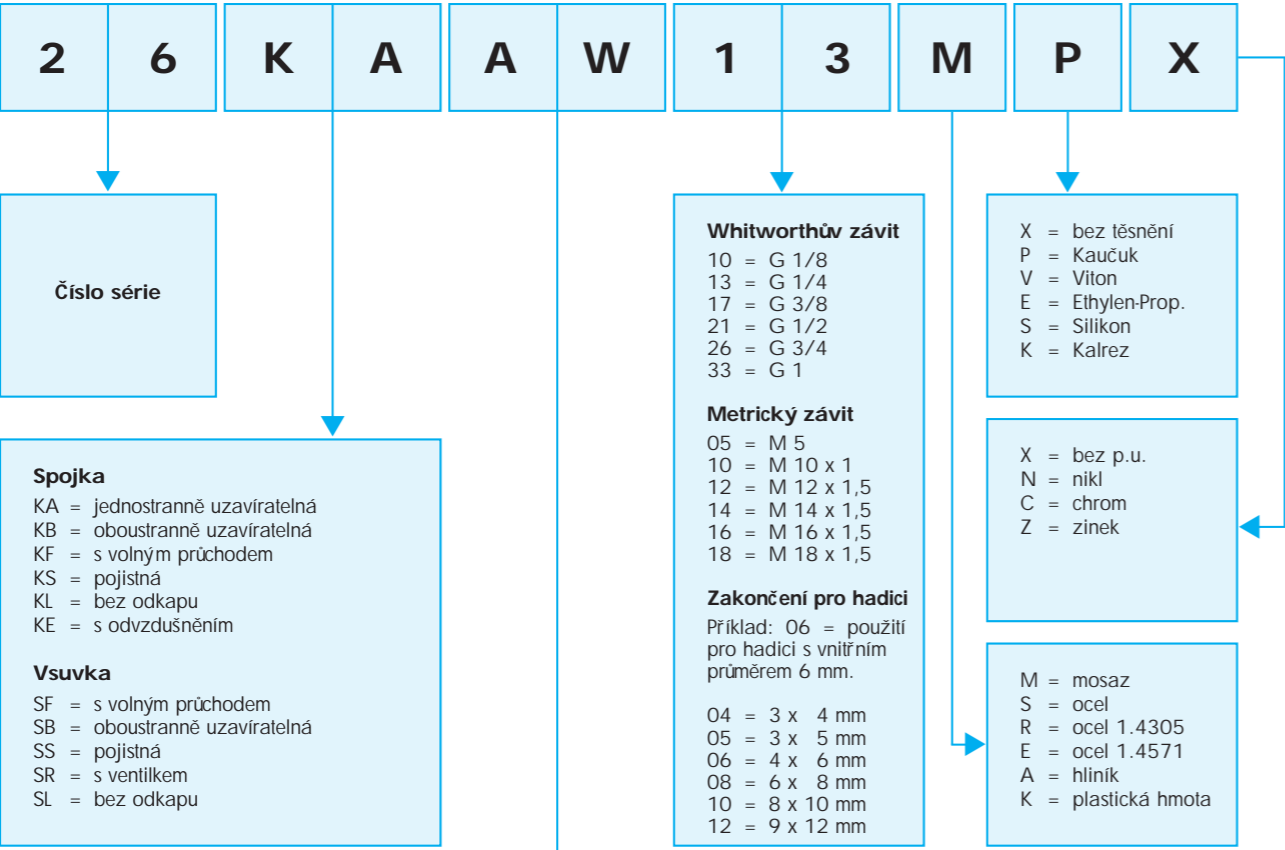 2 6 K A A W 1 3 M P X
Číslo série
Spojka
KA = jednostranně uzavíratelná
KB = oboustranně uzavíratelná
KF = s volným průchodem
KS = pojistná
KL = bez odkapu
KE = s odvzdušněním
Vsuvka
SF = s volným průchodem
SB = oboustranně uzavíratelná
SS = pojistná
SR = s ventilkem
SL = bez odkapu
Whitworthův závit
10 = G 1/8
13 = G 1/4
17 = G 3/8
21 = G 1/2
26 = G 3/4
33 = G 1
Metrický závit
05 = M 5
10 = M 10 x 1
12 = M 12 x 1,5
14 = M 14 x 1,5
16 = M 16 x 1,5
18 = M 18 x 1,5
Zakončení pro hadici
Příklad: 06 = použití
pro hadici s vnitřním
průměrem 6 mm.
04 = 3 x 4 mm
05 = 3 x 5 mm
06 = 4 x 6 mm
08 = 6 x 8 mm
10 = 8 x 10 mm
12 = 9 x 12 mm
X = bez těsnění
P = Kaučuk
V = Viton
E = Ethylen-Prop.
S = Silikon
K = Kalrez
X = bez p.u.
N = nikl
C = chrom
Z = zinek
M = mosaz
S = ocel
R = ocel 1.4305
E = ocel 1.4571
A = hliník
K = plastická hmota